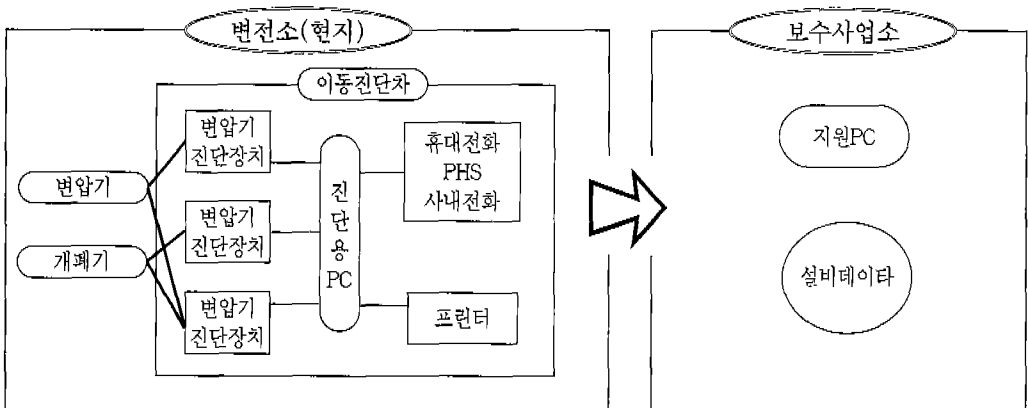 변전소(현지)
보수사업소
이동진단차
변압기
진단장치
휴대전화
PHS
사내전화
지원PC
변압기
진
단
용
PC
변압기
진단장치
개폐기
설비데이타
변압기
진단장치
프린터